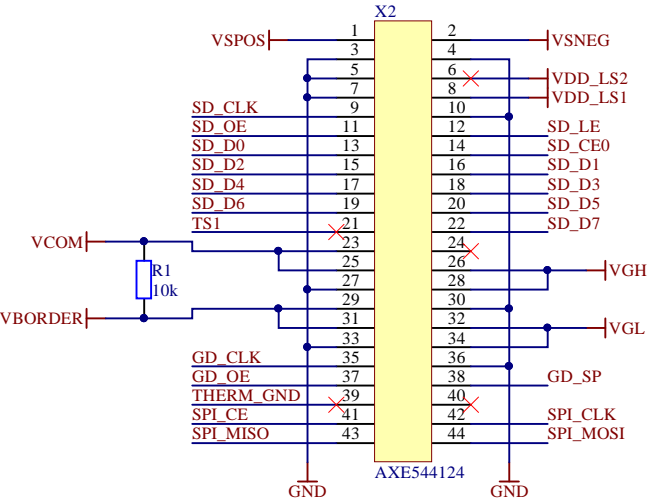 X2
VSPOS 1 2 VSNEG
3 4
5 6 VDD_LS2
7 8 VDD_LS1
SD_CLK 9 10
SD_OE 11 12 SD_LE
SD_D0 13 14 SD_CE0
SD_D2 15 16 SD_D1
SD_D4 17 18 SD_D3
SD_D6 19 20 SD_D5
TS1 21 22 SD_D7
VCOM 23 24
R1 25 26 VGH
10k 27 28
VBORDER 29 30
31 32 VGL
33 34
GD_CLK 35 36
GD_OE 37 38 GD_SP
THERM_GND 39 40
SPI_CE 41 42 SPI_CLK
SPI_MISO 43 44 SPI_MOSI
AXE544124
GND GND